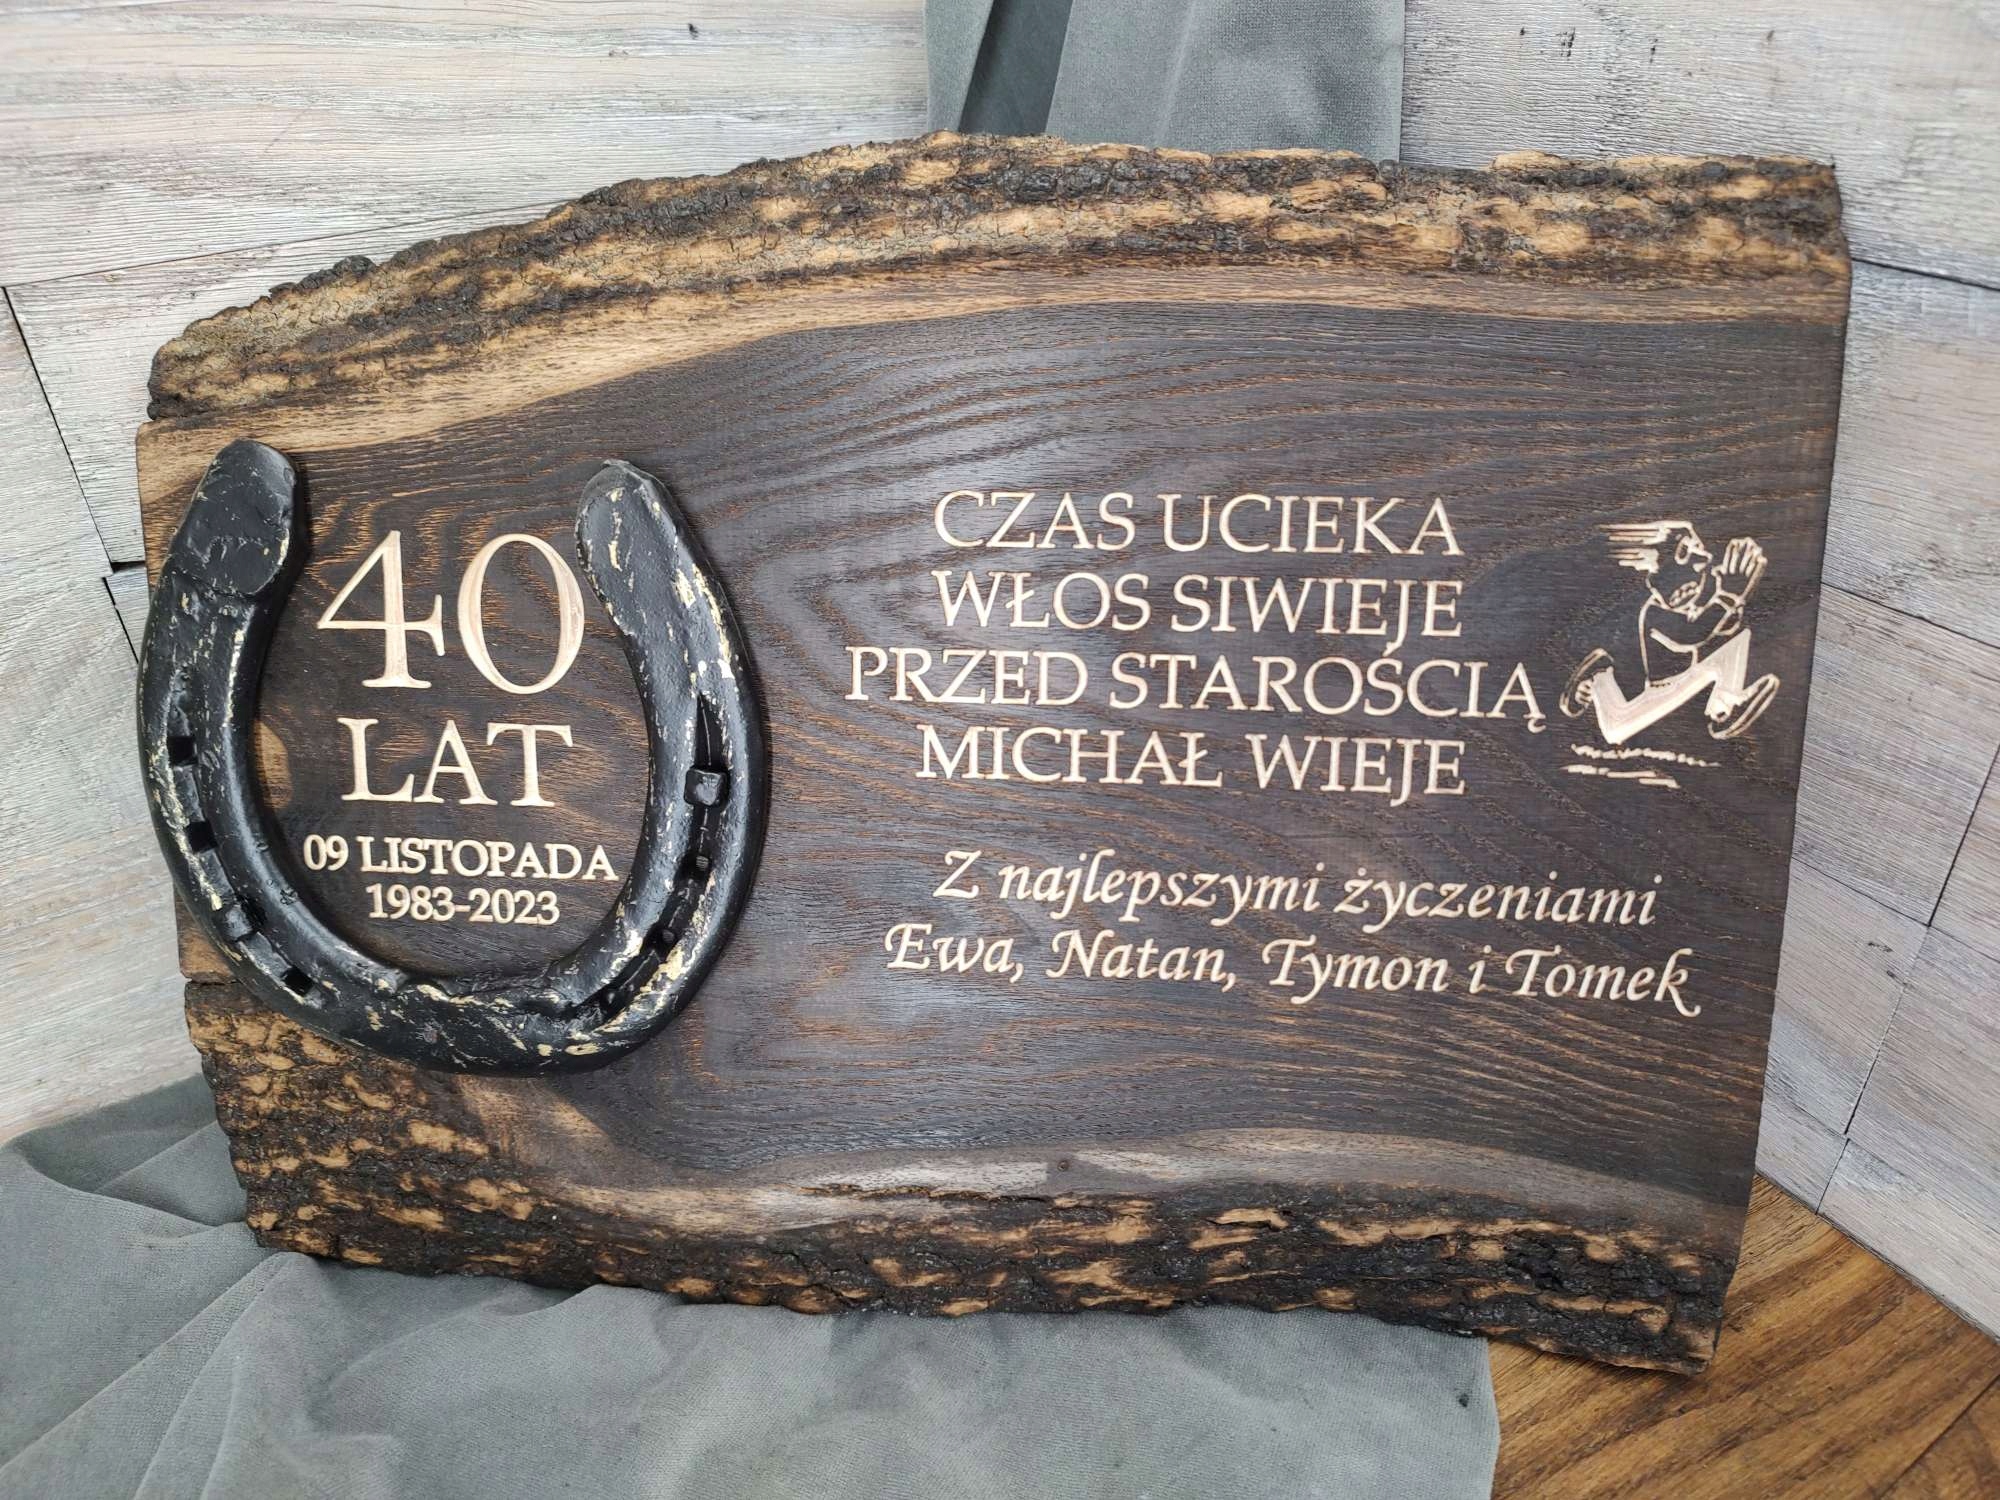 40
LAT
09 LISTOPADA
1983-2023
CZAS UCIEKA
WŁOS SIWIEJE
PRZED STAROŚCIĄ
MICHAŁ WIEJE
Z najlepszymi życzeniami
Ewa, Natan, Tymon i Tomek